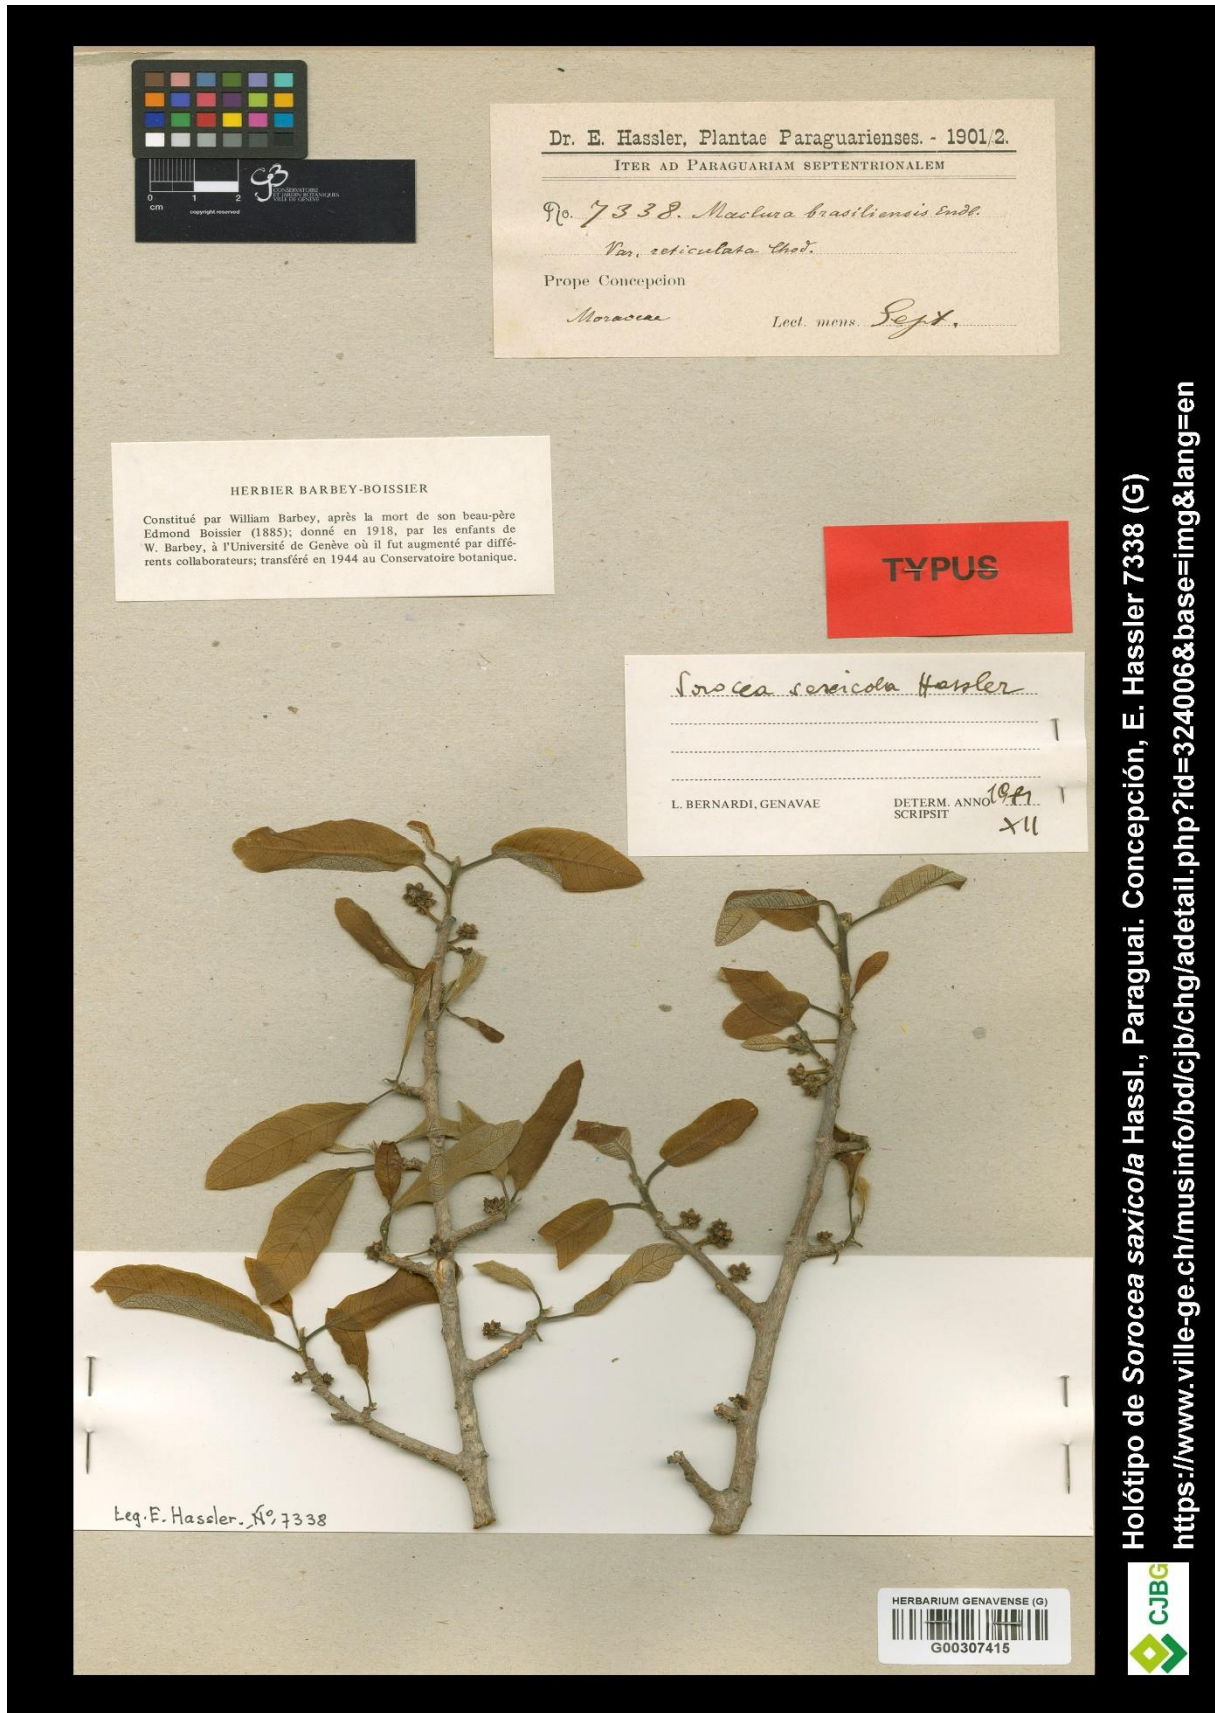 Dr. E. Hassler, Plantae Paraguarienses. - 1901/2.
ITER AD PARAGUARIAM SEPTENTRIONALEM
No. 7338. Maclura brasiliensis Endl.
Var. reticulata Chod.
Prope Concepcion
Moraceae
Lect. mens. Sept.
0 1 2
cm
copyright reserved
CONSERVATOIRE
ET JARDIN BOTANIQUES
VILLE DE GENÈVE
HERBIER BARBEY-BOISSIER
Constitué par William Barbey, après la mort de son beau-père
Edmond Boissier (1885); donné en 1918, par les enfants de
W. Barbey, à l'Université de Genève où il fut augmenté par diffé-
rents collaborateurs; transféré en 1944 au Conservatoire botanique.
TYPUS
Sorocea saxicola Hassler
L. BERNARDI, GENAVAE
DETERM. ANNO
SCRIPSIT
XII
Leg. E. Hassler. No. 7338
HERBARIUM GENAVENSE (G)
G00307415
Holótipo de Sorocea saxicola Hassl., Paraguai. Concepción, E. Hassler 7338 (G)
https://www.ville-ge.ch/musinfo/bd/cjb/chg/adetail.php?id=324006&base=img&lang=en
CJBG